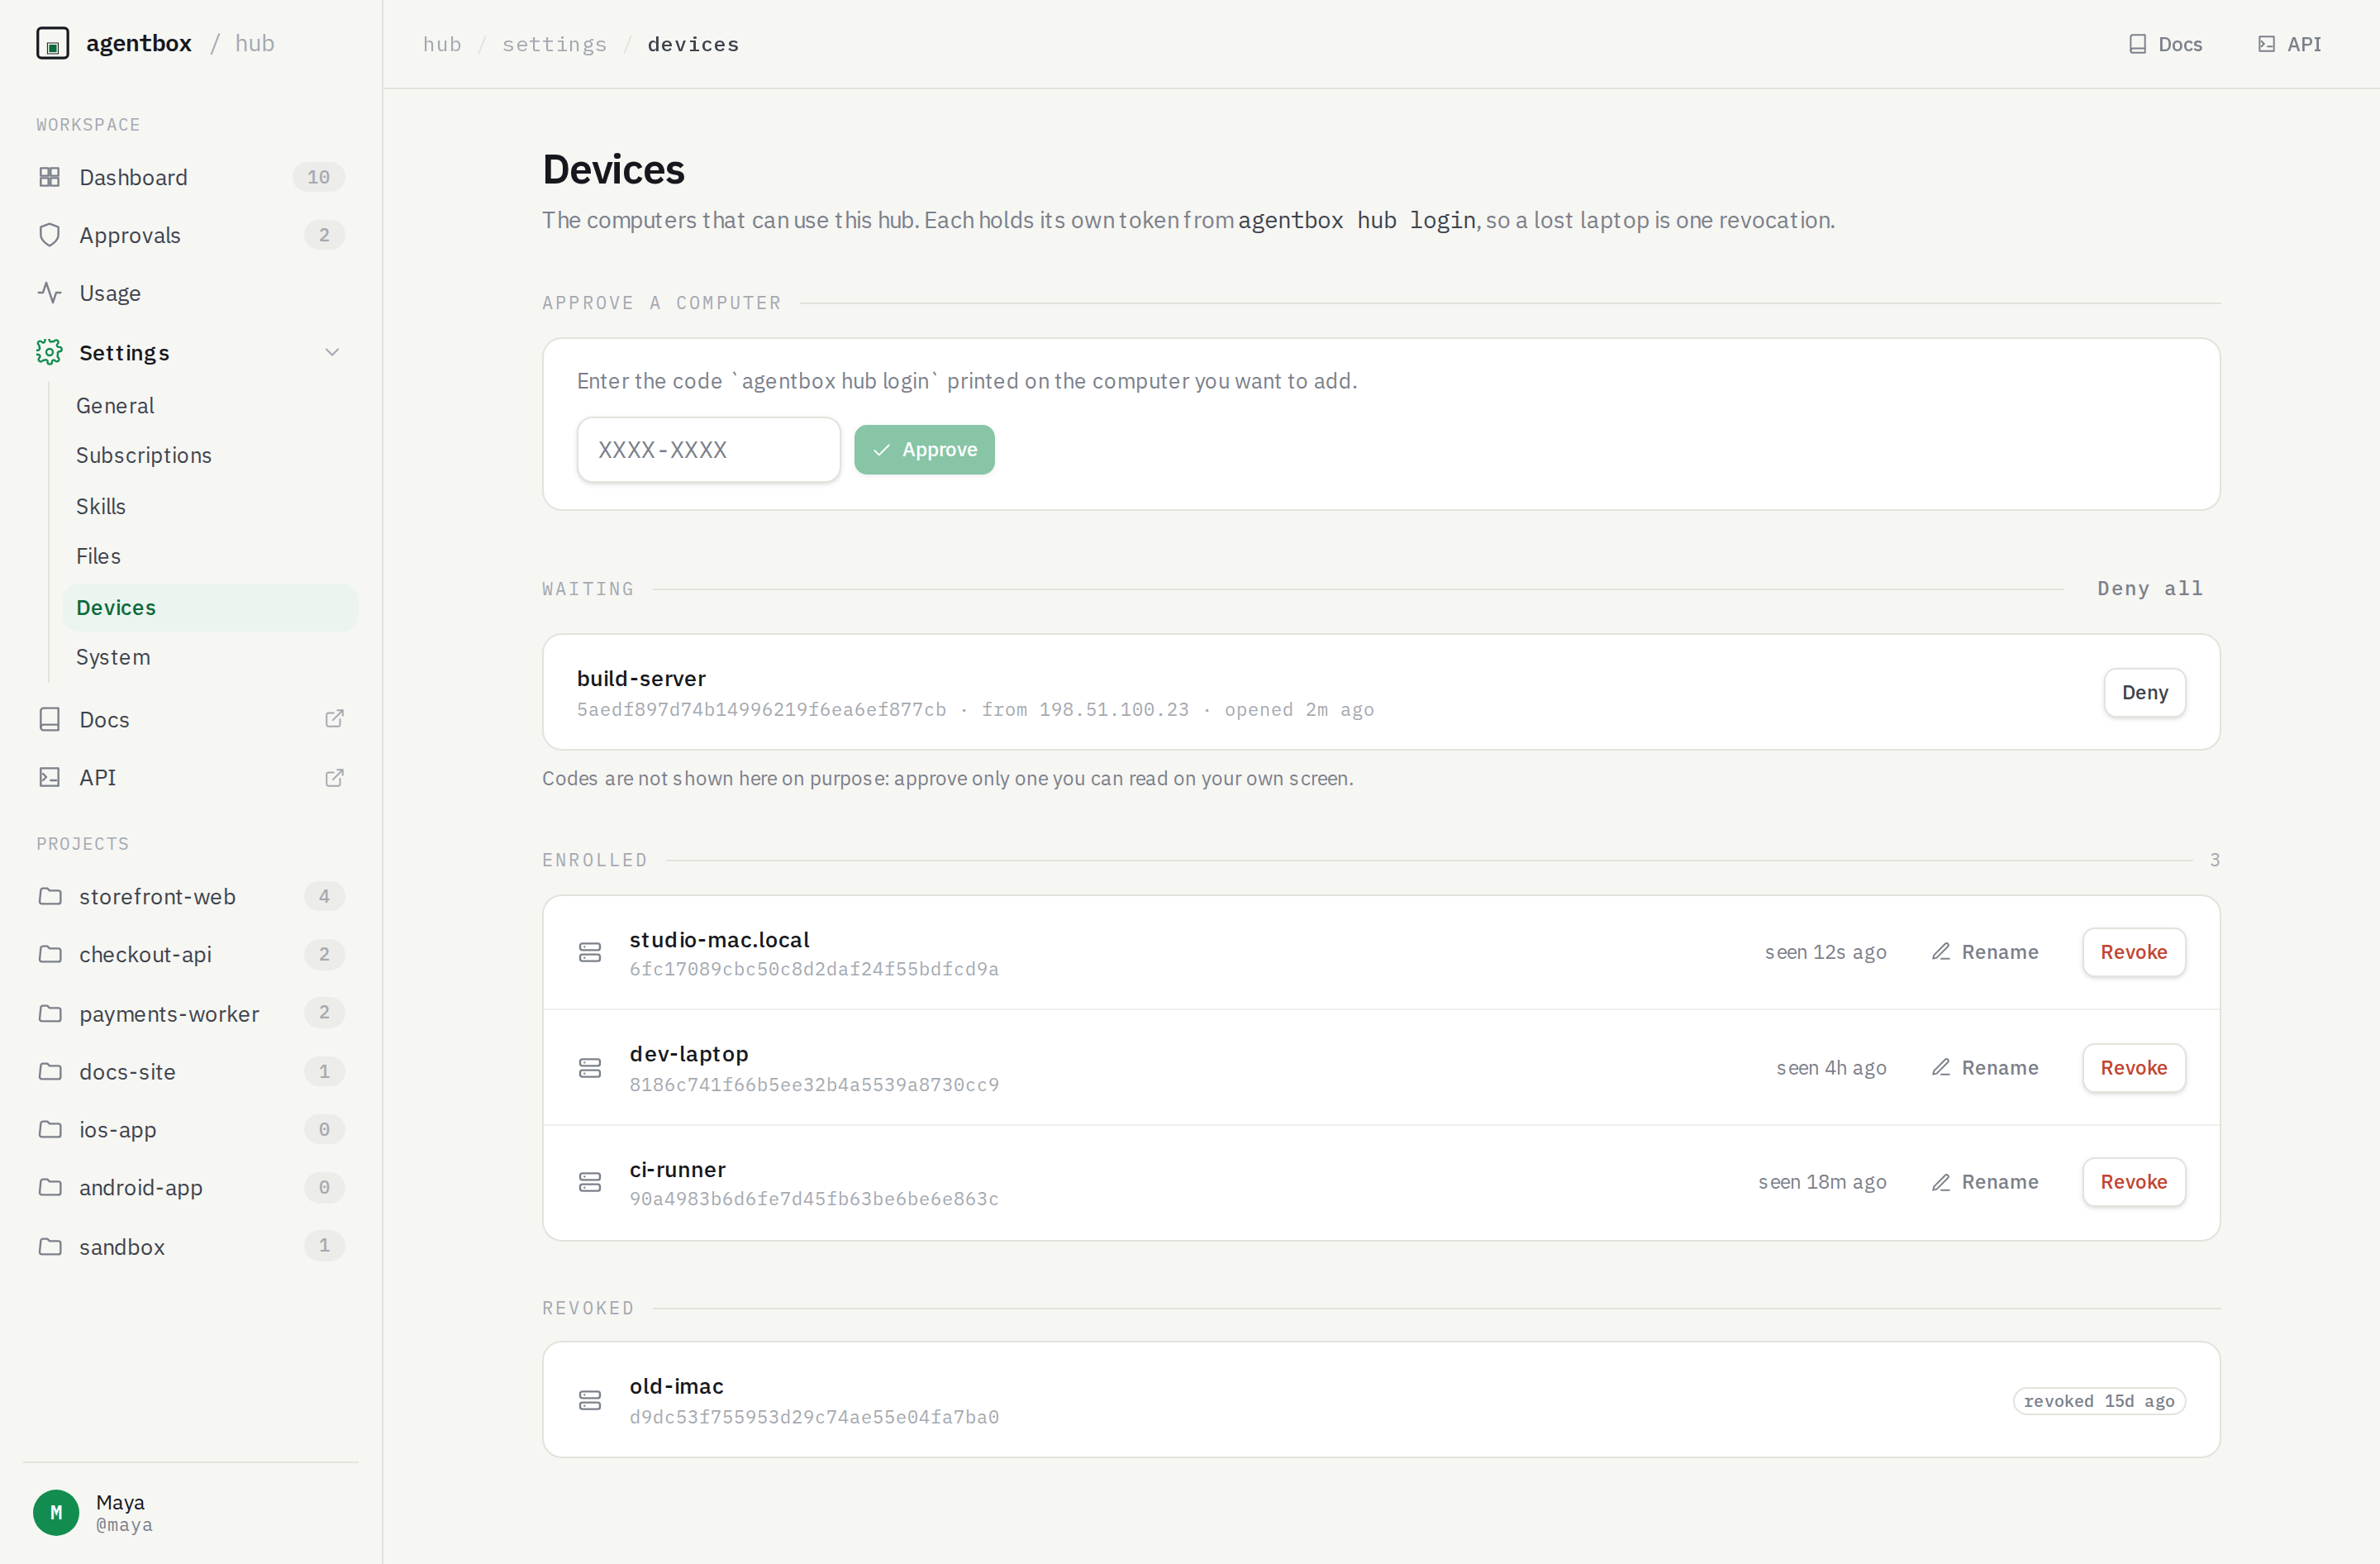 agentbox / hub
hub / settings / devices
Docs
API
WORKSPACE
Dashboard 10
Approvals 2
Usage
Settings
General
Subscriptions
Skills
Files
Devices
System
Docs
API
PROJECTS
storefront-web 4
checkout-api 2
payments-worker 2
docs-site 1
ios-app 0
android-app 0
sandbox 1
M
Maya
@maya
Devices
The computers that can use this hub. Each holds its own token from agentbox hub login, so a lost laptop is one revocation.
APPROVE A COMPUTER
Enter the code `agentbox hub login` printed on the computer you want to add.
XXXX-XXXX
Approve
WAITING
Deny all
build-server
5aedf897d74b14996219f6ea6ef877cb · from 198.51.100.23 · opened 2m ago
Deny
Codes are not shown here on purpose: approve only one you can read on your own screen.
ENROLLED 3
studio-mac.local
6fc17089cbc50c8d2daf24f55bdfcd9a
seen 12s ago
Rename
Revoke
dev-laptop
8186c741f66b5ee32b4a5539a8730cc9
seen 4h ago
Rename
Revoke
ci-runner
90a4983b6d6fe7d45fb63be6be6e863c
seen 18m ago
Rename
Revoke
REVOKED
old-imac
d9dc53f755953d29c74ae55e04fa7ba0
revoked 15d ago